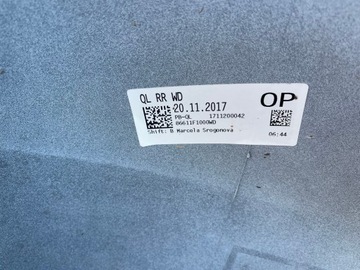 QL RR WD
OP
20.11.2017
PB-QL 1711200042
86611F1000WD
Shift: B Marcela Srogonova
06:44